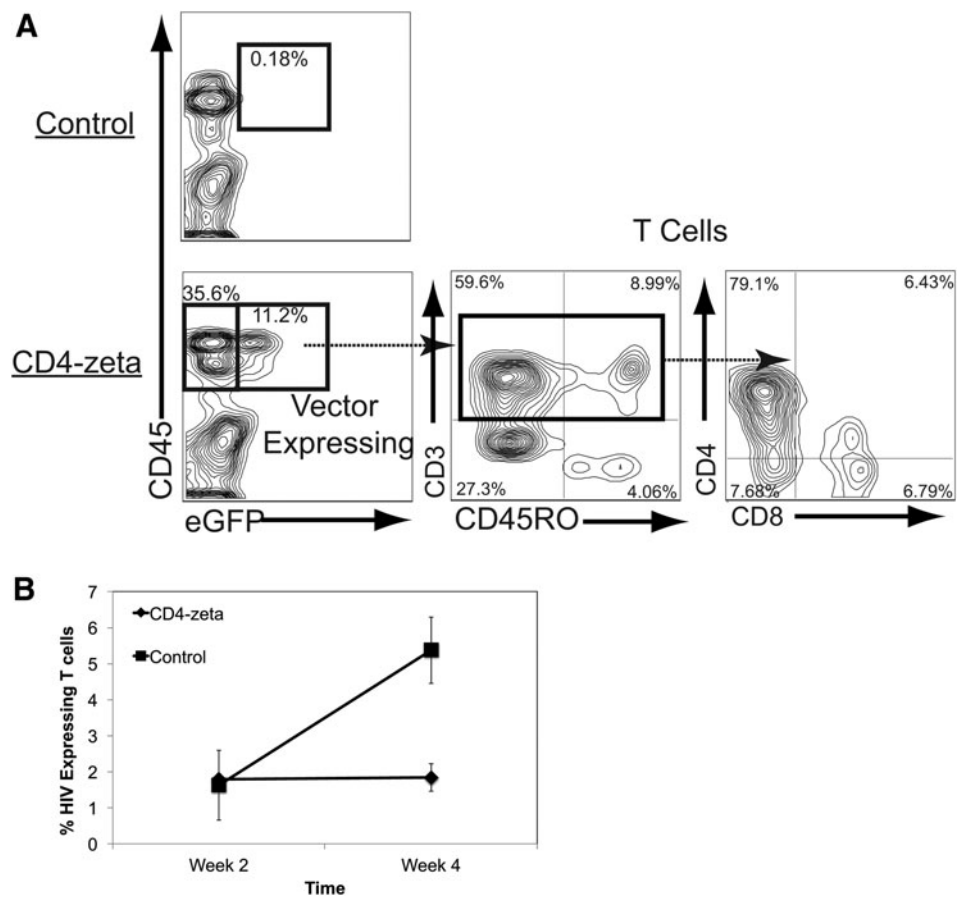 A
Control
CD45
0.18%
T Cells
CD4-zeta
35.6%
11.2%
Vector
Expressing
eGFP
CD3
59.6%
8.99%
27.3%
4.06%
CD45RO
CD4
79.1%
6.43%
7.68%
6.79%
CD8
B
% HIV Expressing T cells
7
6
5
4
3
2
1
0
CD4-zeta
Control
Week 2
Week 4
Time